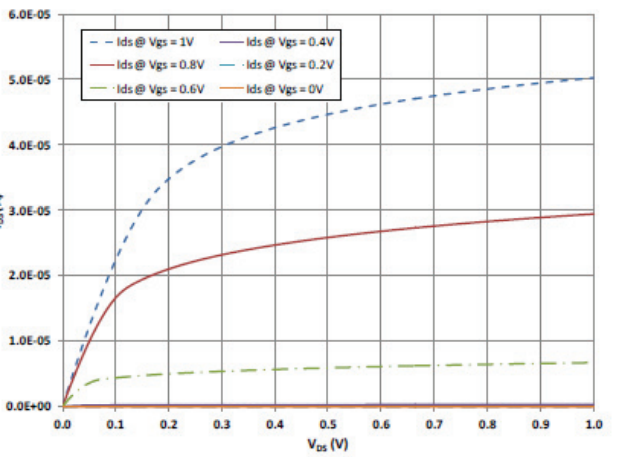 6.0E-05
Ids @ Vgs = 1V Ids @ Vgs = 0.4V
Ids @ Vgs = 0.8V Ids @ Vgs = 0.2V
Ids @ Vgs = 0.6V Ids @ Vgs = 0V
5.0E-05
4.0E-05
3.0E-05
2.0E-05
1.0E-05
0.0E+00
0.0 0.1 0.2 0.3 0.4 0.5 0.6 0.7 0.8 0.9 1.0
V_DS (V)